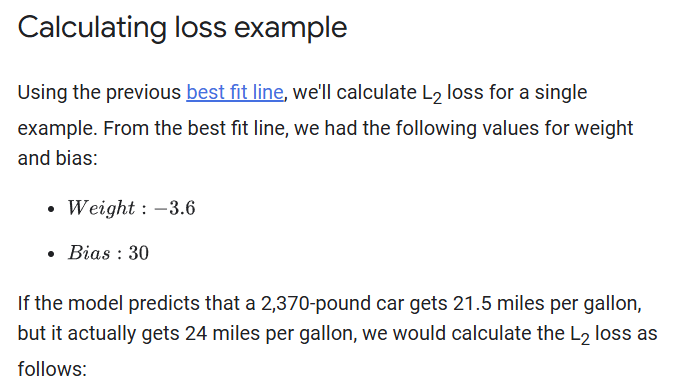 Calculating loss example
Using the previous best fit line, we'll calculate L₂ loss for a single
example. From the best fit line, we had the following values for weight
and bias:
• Weight : −3.6
• Bias : 30
If the model predicts that a 2,370-pound car gets 21.5 miles per gallon,
but it actually gets 24 miles per gallon, we would calculate the L₂ loss as
follows: